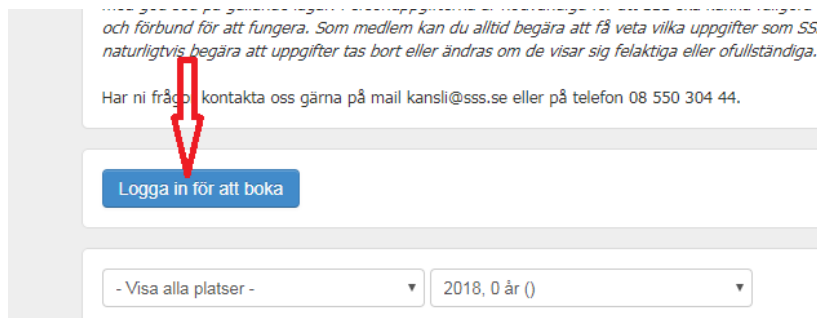 och förbund för att fungera. Som medlem kan du alltid begära att få veta vilka uppgifter som SS
naturligtvis begära att uppgifter tas bort eller ändras om de visar sig felaktiga eller ofullständiga.
Har ni frågor kontakta oss gärna på mail kansli@sss.se eller på telefon 08 550 304 44.
Logga in för att boka
- Visa alla platser -
2018, 0 år ()